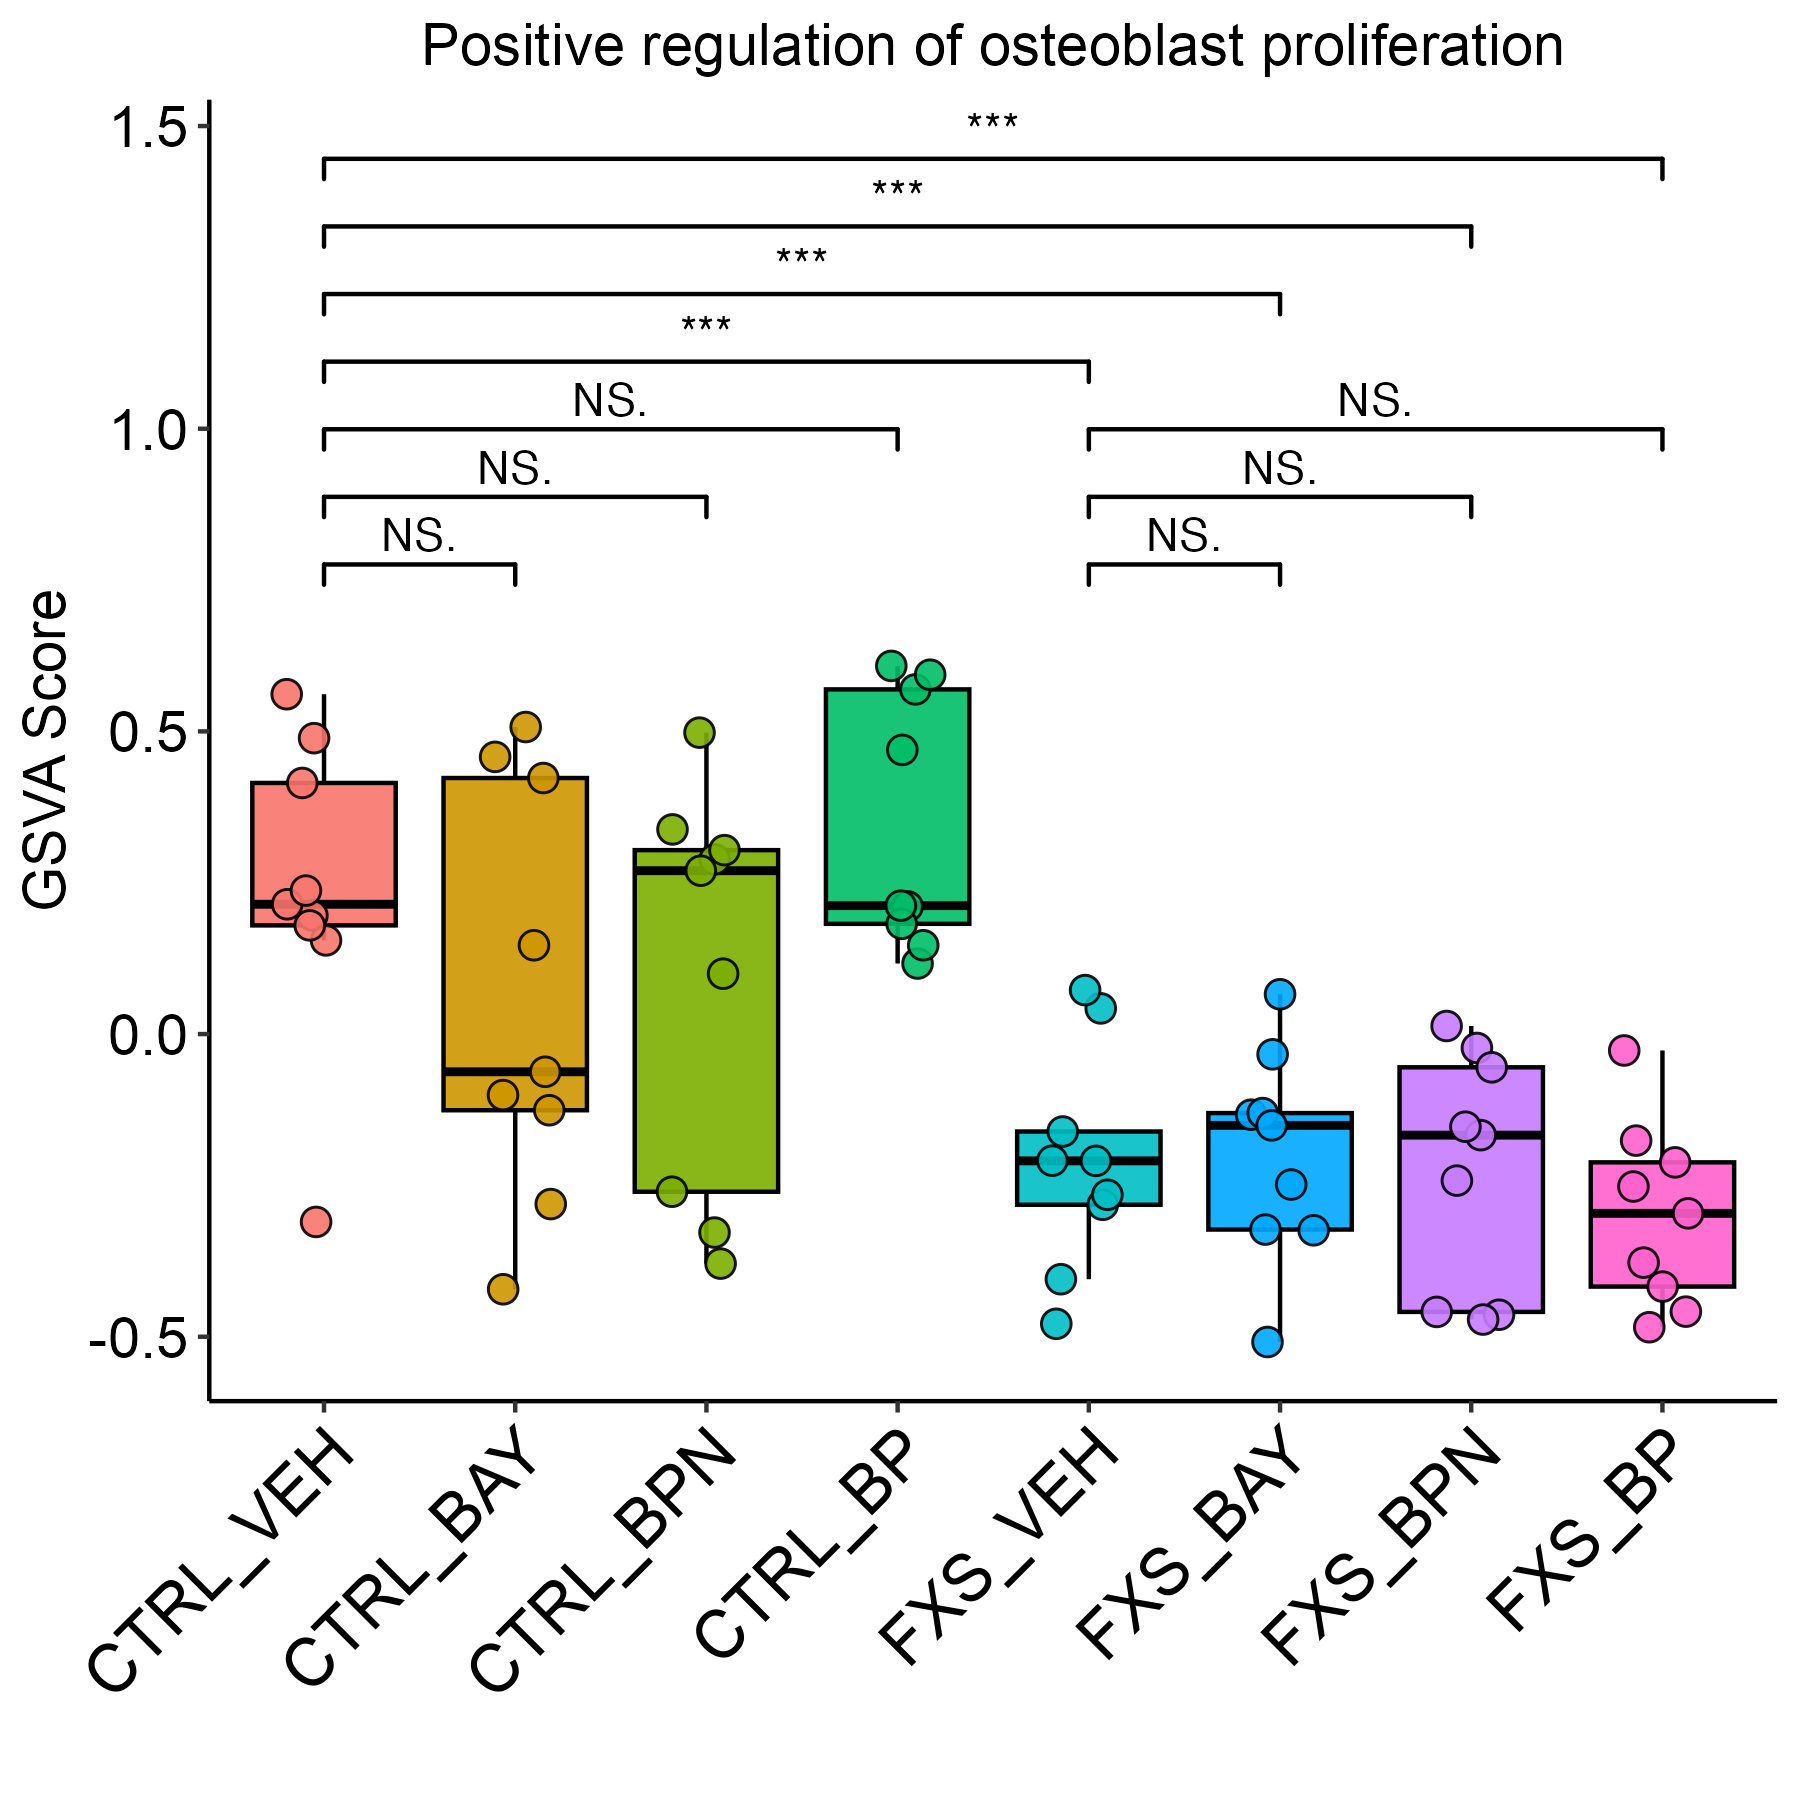 Positive regulation of osteoblast proliferation
1.5
1.0
0.5
0.0
-0.5
GSVA Score
***
***
***
***
NS.
NS.
NS.
NS.
NS.
NS.
CTRL_VEH
CTRL_BAY
CTRL_BPN
CTRL_BP
FXS_VEH
FXS_BAY
FXS_BPN
FXS_BP